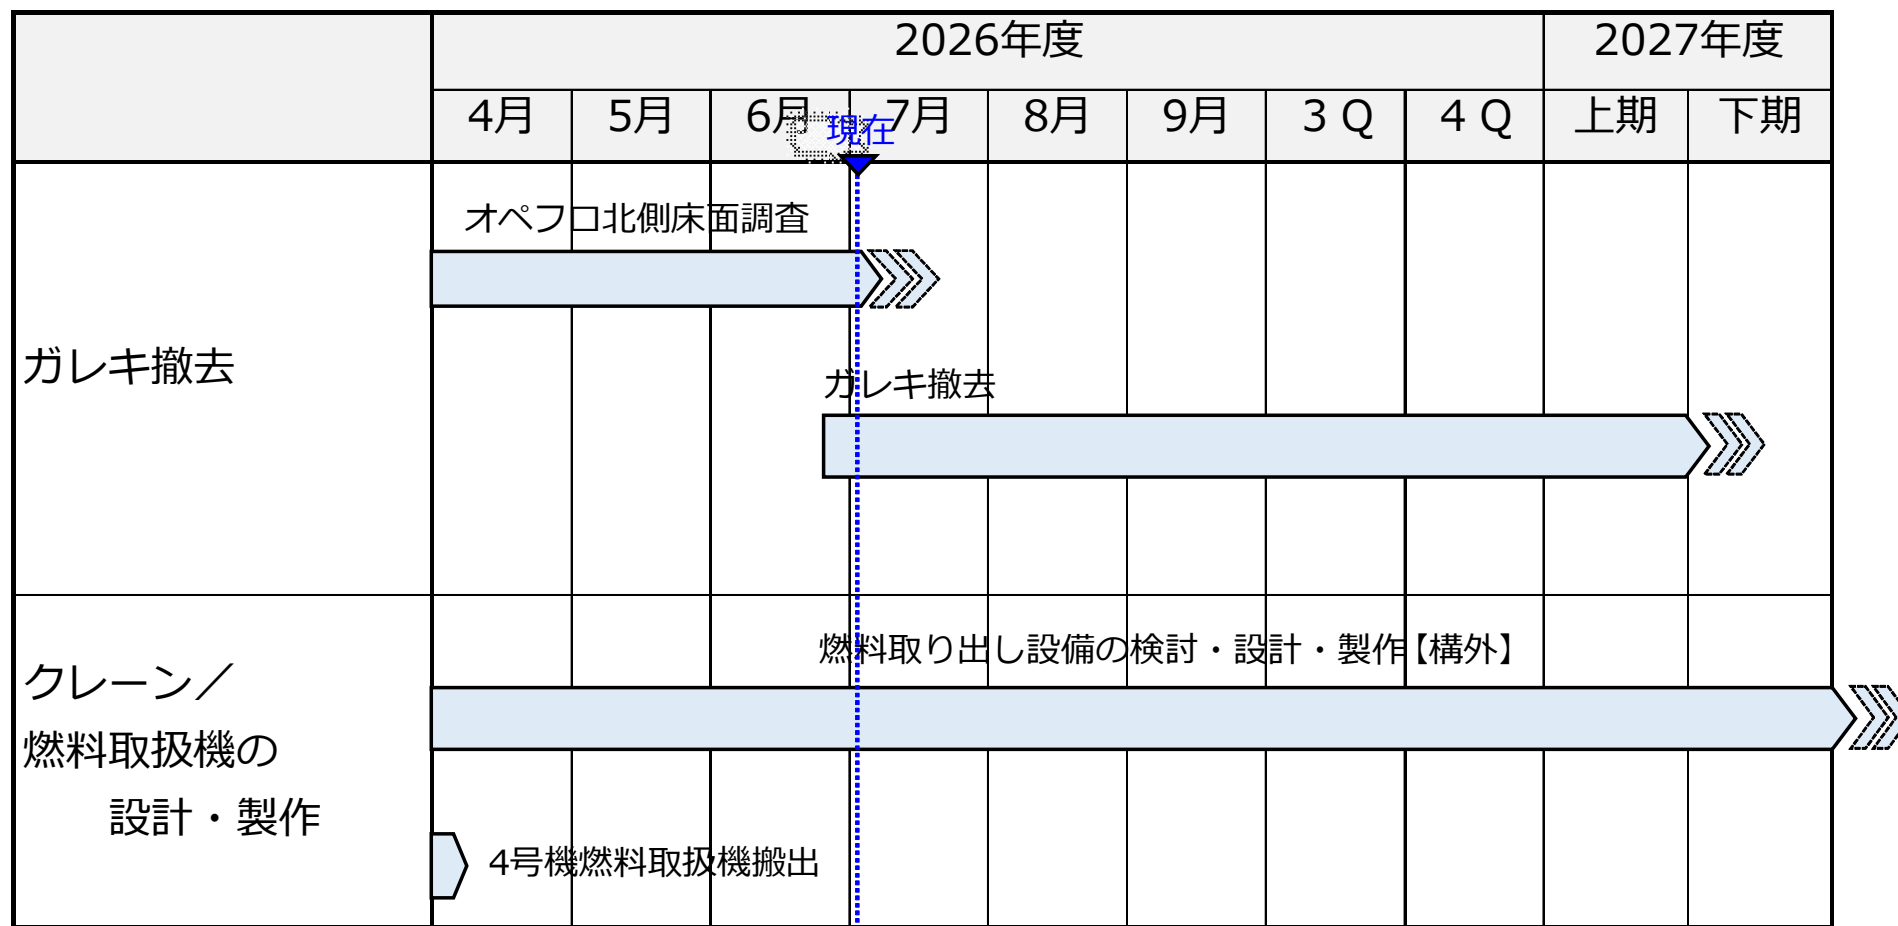 2026年度 2027年度
4月 5月 6月 7月 8月 9月 3Q 4Q 上期 下期
現在
オペフロ北側床面調査
ガレキ撤去
ガレキ撤去
燃料取り出し設備の検討・設計・製作【構外】
クレーン／
燃料取扱機の
設計・製作
4号機燃料取扱機搬出